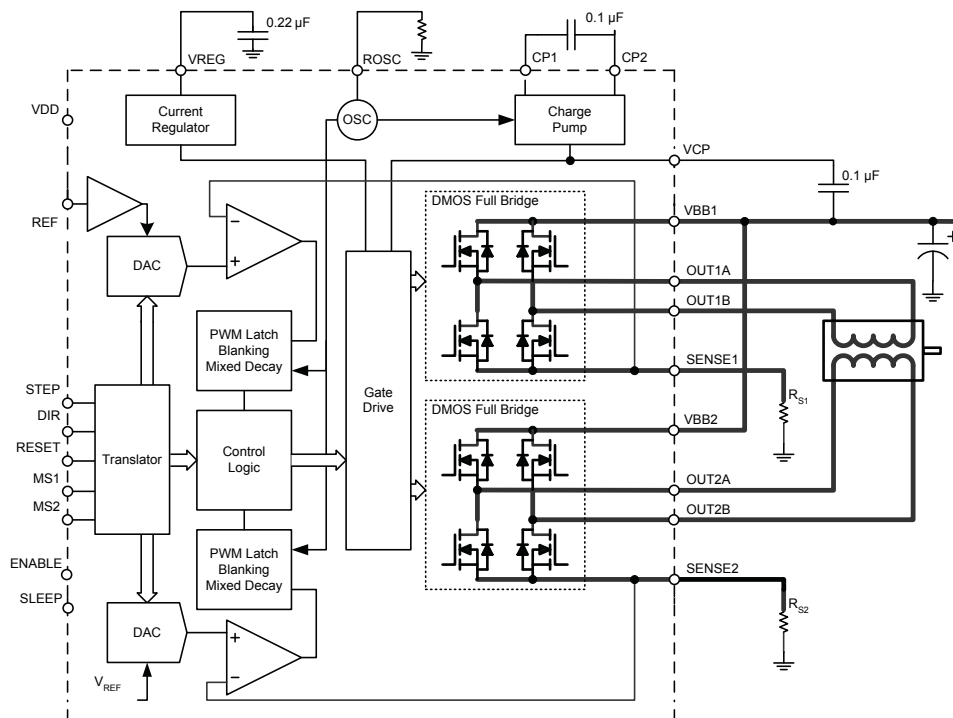 0.22 µF
0.1 µF
VREG
ROSC
CP1
CP2
VDD
Current
Regulator
OSC
Charge
Pump
VCP
0.1 µF
REF
DAC
−
+
DMOS Full Bridge
VBB1
+
OUT1A
OUT1B
PWM Latch
Blanking
Mixed Decay
SENSE1
Gate
Drive
RS1
STEP
DIR
RESET
MS1
MS2
Translator
Control
Logic
DMOS Full Bridge
VBB2
OUT2A
OUT2B
PWM Latch
Blanking
Mixed Decay
ENABLE
SLEEP
SENSE2
RS2
DAC
+
−
VREF